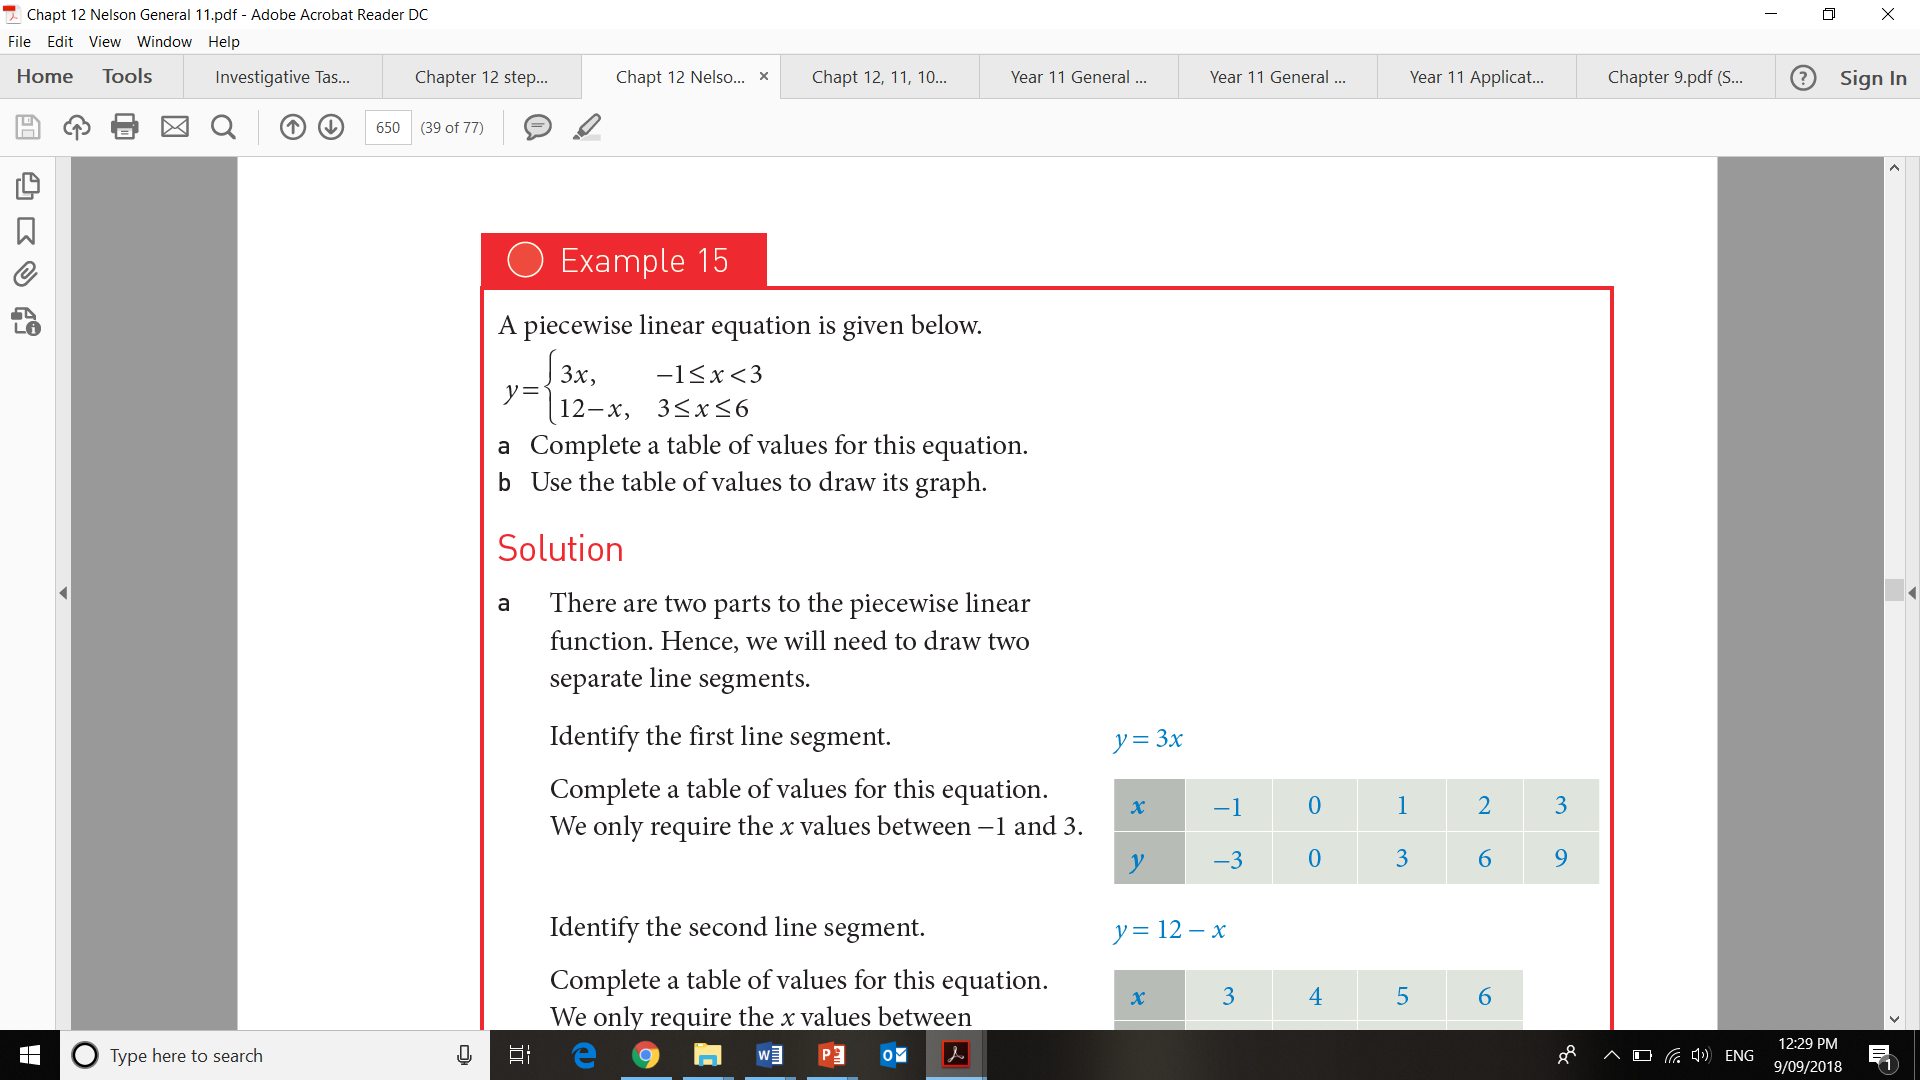 Chapt 12 Nelson General 11.pdf - Adobe Acrobat Reader DC
File Edit View Window Help
Home Tools Investigative Tas... Chapter 12 step... Chapt 12 Nelso... × Chapt 12, 11, 10... Year 11 General ... Year 11 General ... Year 11 Applicat... Chapter 9.pdf (S... ? Sign In
650 (39 of 77)
Example 15
A piecewise linear equation is given below.
y = { 3x, −1 ≤ x < 3
12 − x, 3 ≤ x ≤ 6
a Complete a table of values for this equation.
b Use the table of values to draw its graph.
Solution
a There are two parts to the piecewise linear
function. Hence, we will need to draw two
separate line segments.
Identify the first line segment. y = 3x
Complete a table of values for this equation.
We only require the x values between −1 and 3.
x −1 0 1 2 3
y −3 0 3 6 9
Identify the second line segment. y = 12 − x
Complete a table of values for this equation.
We only require the x values between
x 3 4 5 6
Type here to search
ENG
12:29 PM
9/09/2018
1